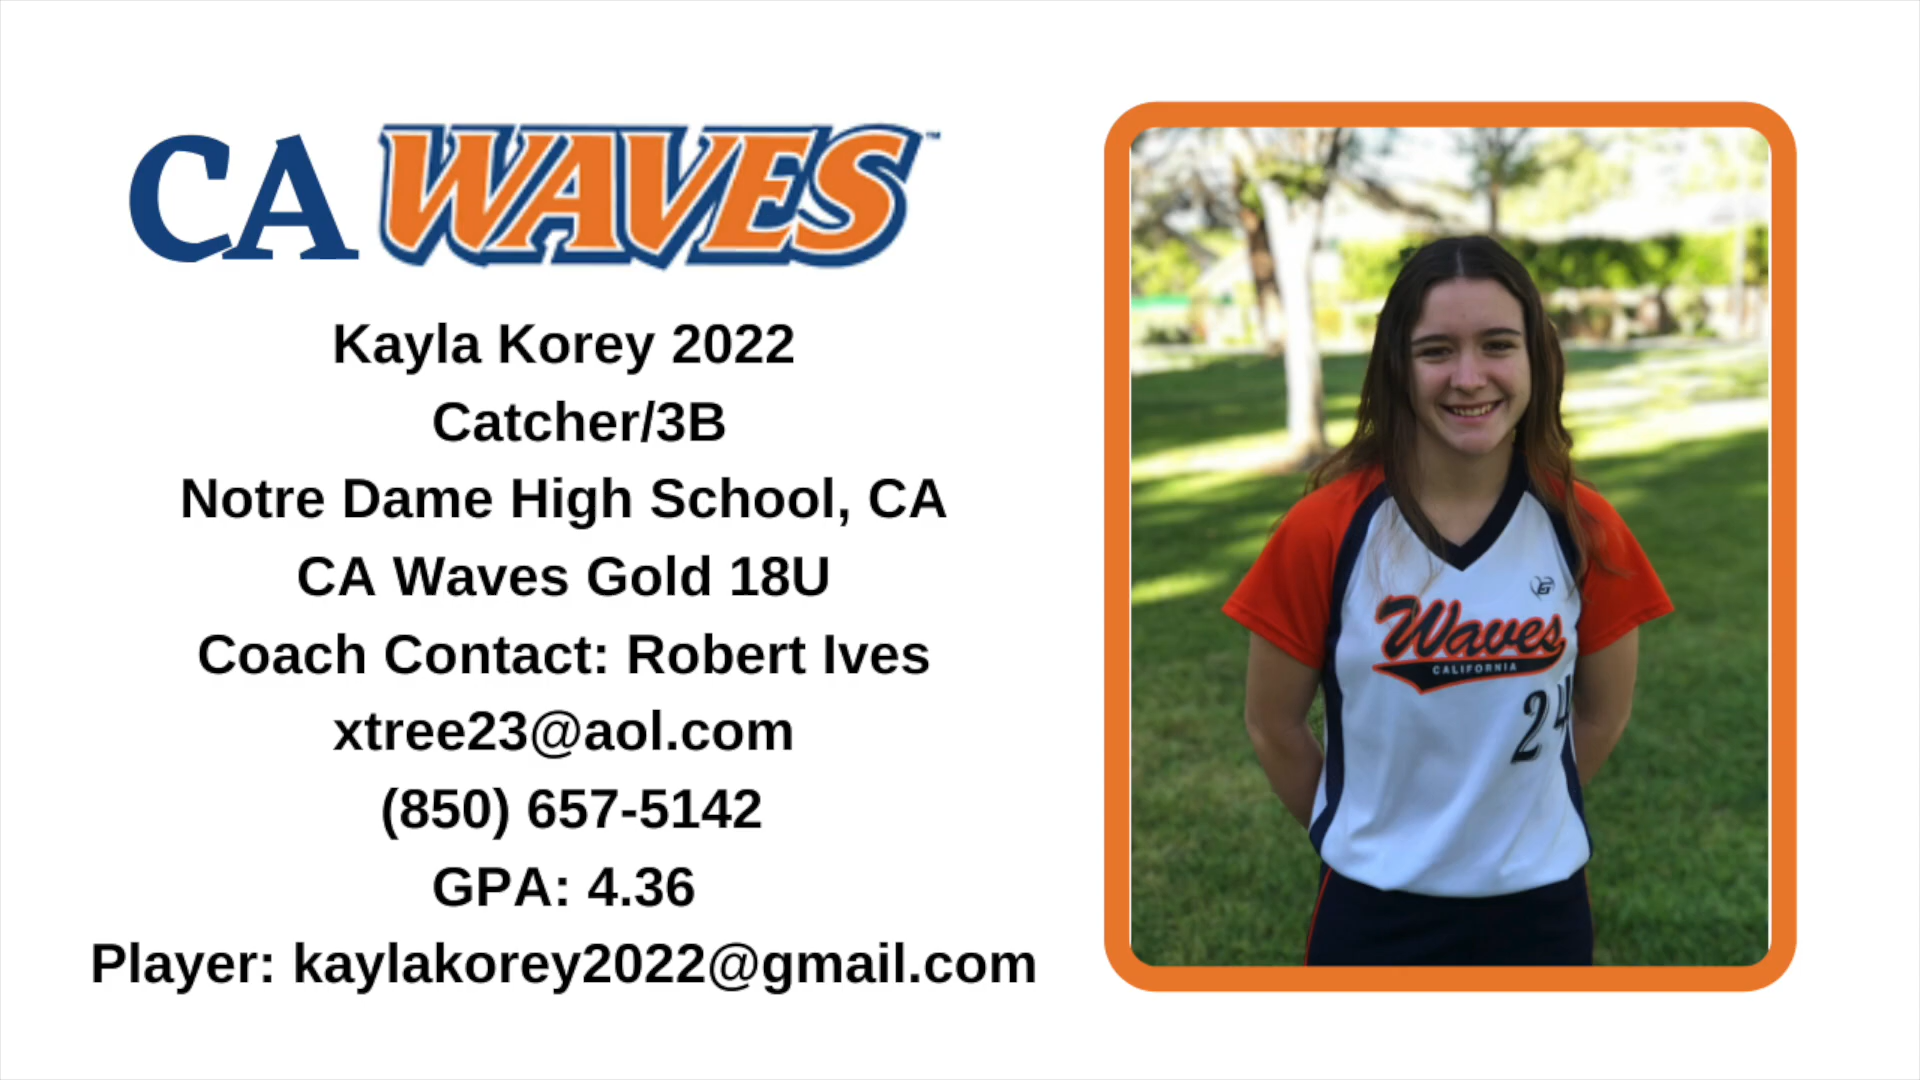 CA WAVES™
Kayla Korey 2022
Catcher/3B
Notre Dame High School, CA
CA Waves Gold 18U
Coach Contact: Robert Ives
xtree23@aol.com
(850) 657-5142
GPA: 4.36
Player: kaylakorey2022@gmail.com
Waves
CALIFORNIA
24